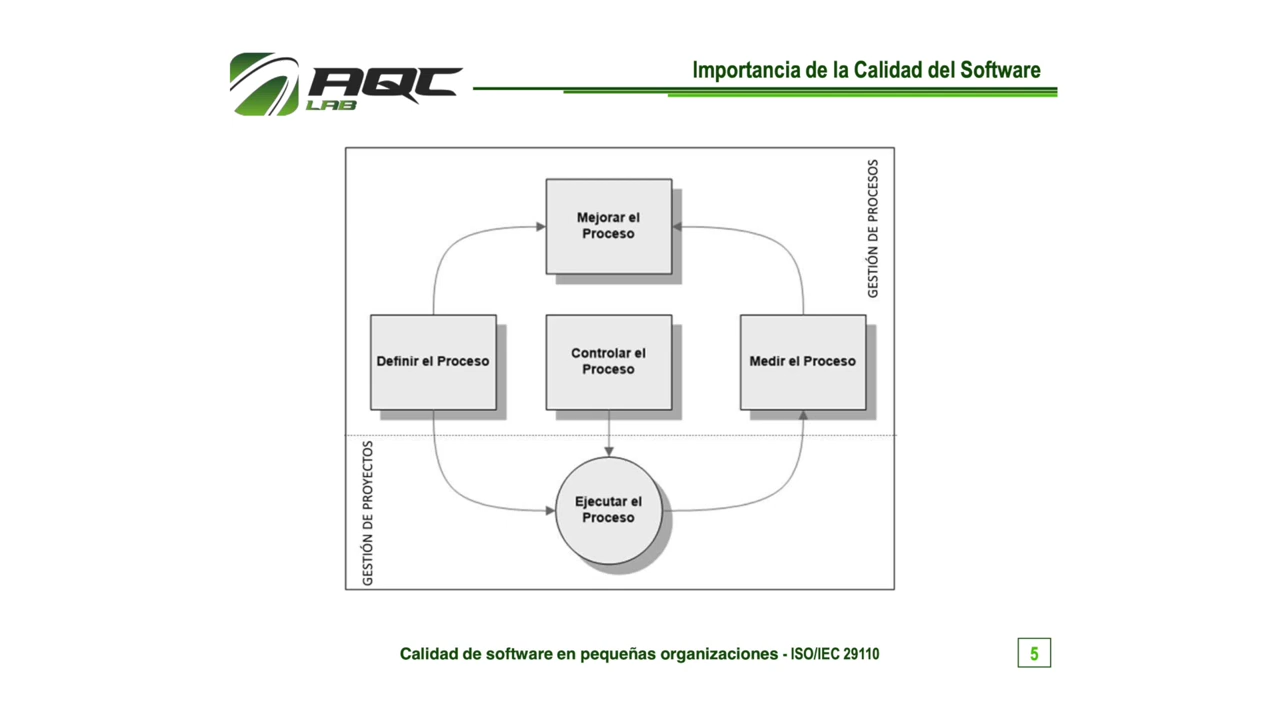 AQC
LAB
Importancia de la Calidad del Software
GESTIÓN DE PROCESOS
Mejorar el
Proceso
Definir el Proceso
Controlar el
Proceso
Medir el Proceso
GESTIÓN DE PROYECTOS
Ejecutar el
Proceso
Calidad de software en pequeñas organizaciones - ISO/IEC 29110
5